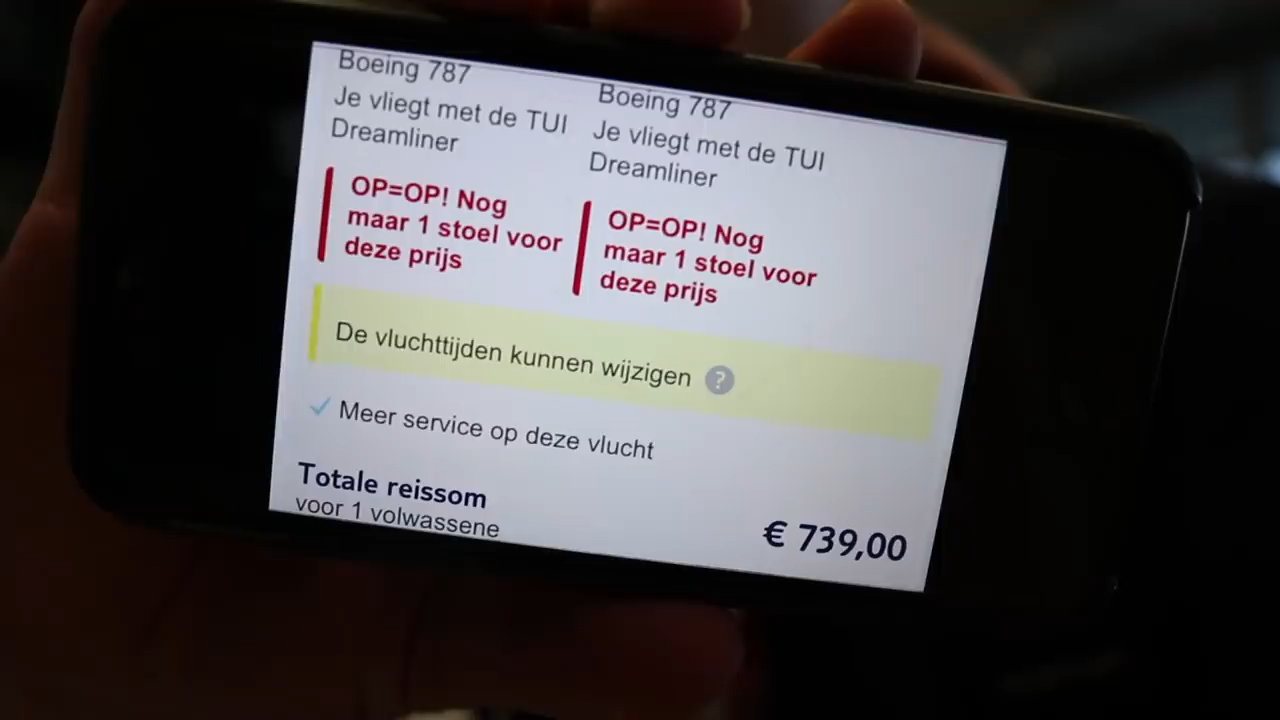 Boeing 787
Je vliegt met de TUI
Dreamliner
OP=OP! Nog
maar 1 stoel voor
deze prijs
Boeing 787
Je vliegt met de TUI
Dreamliner
OP=OP! Nog
maar 1 stoel voor
deze prijs
De vluchttijden kunnen wijzigen ?
Meer service op deze vlucht
Totale reissom
voor 1 volwassene
€ 739,00